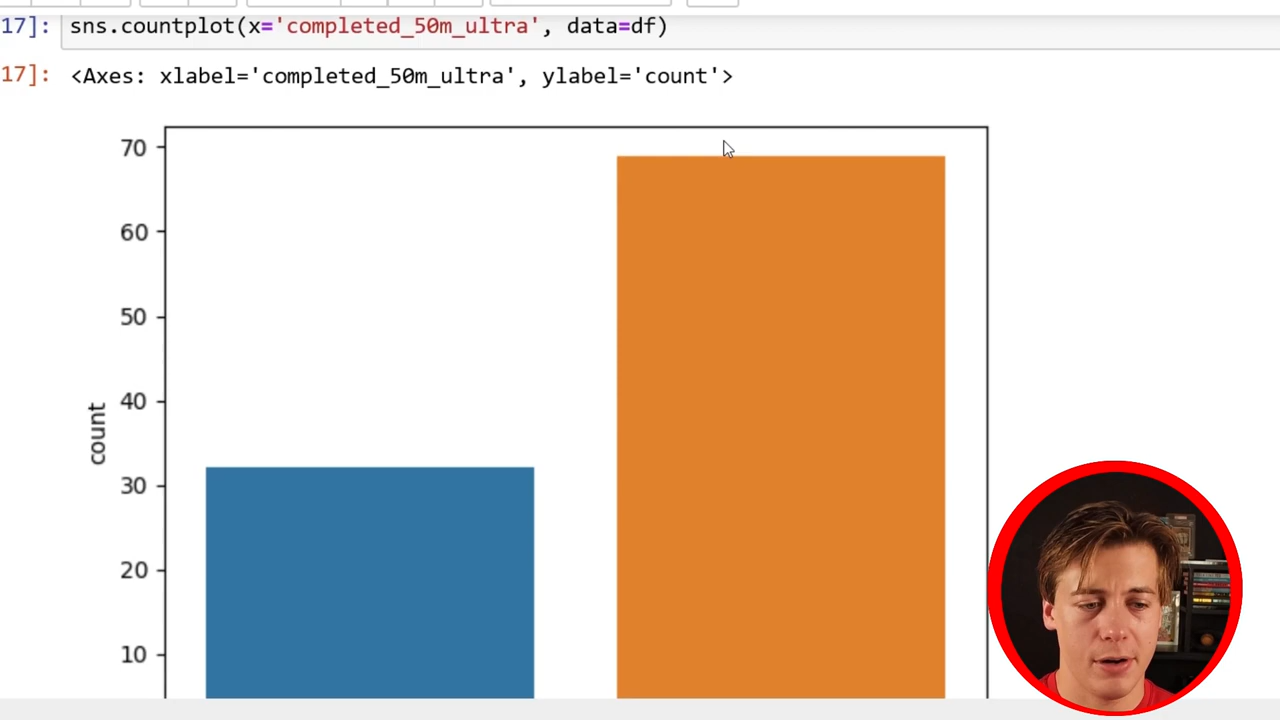 17]: sns.countplot(x='completed_50m_ultra', data=df)
17]: <Axes: xlabel='completed_50m_ultra', ylabel='count'>
70
60
50
40
count
30
20
10